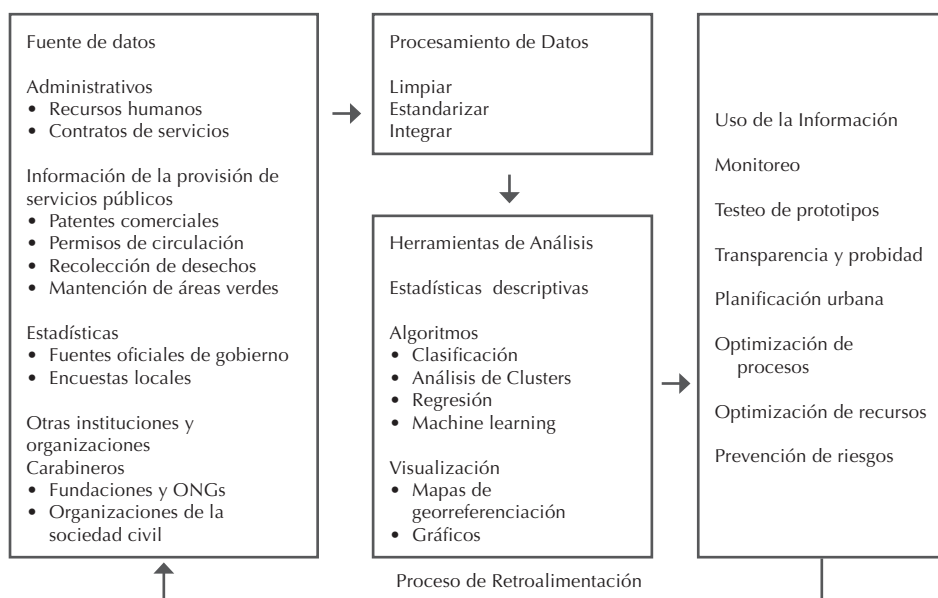 Fuente de datos
Administrativos
• Recursos humanos
• Contratos de servicios
Información de la provisión de
servicios públicos
• Patentes comerciales
• Permisos de circulación
• Recolección de desechos
• Mantención de áreas verdes
Estadísticas
• Fuentes oficiales de gobierno
• Encuestas locales
Otras instituciones y
organizaciones
Carabineros
• Fundaciones y ONGs
• Organizaciones de la
sociedad civil
Procesamiento de Datos
Limpiar
Estandarizar
Integrar
Herramientas de Análisis
Estadísticas descriptivas
Algoritmos
• Clasificación
• Análisis de Clusters
• Regresión
• Machine learning
Visualización
• Mapas de
georreferenciación
• Gráficos
Uso de la Información
Monitoreo
Testeo de prototipos
Transparencia y probidad
Planificación urbana
Optimización de
procesos
Optimización de recursos
Prevención de riesgos
Proceso de Retroalimentación